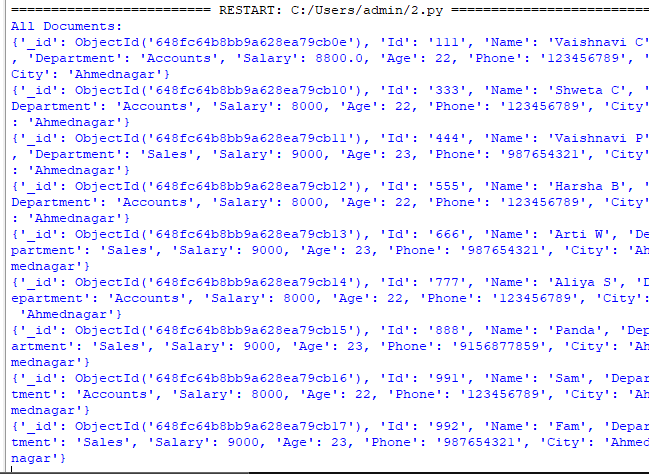 ======================== RESTART: C:/Users/admin/2.py ========================
All Documents:
{'_id': ObjectId('648fc64b8bb9a628ea79cb0e'), 'Id': '111', 'Name': 'Vaishnavi C'
, 'Department': 'Accounts', 'Salary': 8800.0, 'Age': 22, 'Phone': '123456789', '
City': 'Ahmednagar'}
{'_id': ObjectId('648fc64b8bb9a628ea79cb10'), 'Id': '333', 'Name': 'Shweta C', '
Department': 'Accounts', 'Salary': 8000, 'Age': 22, 'Phone': '123456789', 'City'
: 'Ahmednagar'}
{'_id': ObjectId('648fc64b8bb9a628ea79cb11'), 'Id': '444', 'Name': 'Vaishnavi P'
, 'Department': 'Sales', 'Salary': 9000, 'Age': 23, 'Phone': '987654321', 'City'
: 'Ahmednagar'}
{'_id': ObjectId('648fc64b8bb9a628ea79cb12'), 'Id': '555', 'Name': 'Harsha B', '
Department': 'Accounts', 'Salary': 8000, 'Age': 22, 'Phone': '123456789', 'City'
: 'Ahmednagar'}
{'_id': ObjectId('648fc64b8bb9a628ea79cb13'), 'Id': '666', 'Name': 'Arti W', 'De
partment': 'Sales', 'Salary': 9000, 'Age': 23, 'Phone': '987654321', 'City': 'Ah
mednagar'}
{'_id': ObjectId('648fc64b8bb9a628ea79cb14'), 'Id': '777', 'Name': 'Aliya S', 'D
epartment': 'Accounts', 'Salary': 8000, 'Age': 22, 'Phone': '123456789', 'City':
 'Ahmednagar'}
{'_id': ObjectId('648fc64b8bb9a628ea79cb15'), 'Id': '888', 'Name': 'Panda', 'Dep
artment': 'Sales', 'Salary': 9000, 'Age': 23, 'Phone': '9156877859', 'City': 'Ah
mednagar'}
{'_id': ObjectId('648fc64b8bb9a628ea79cb16'), 'Id': '991', 'Name': 'Sam', 'Depar
tment': 'Accounts', 'Salary': 8000, 'Age': 22, 'Phone': '123456789', 'City': 'Ah
mednagar'}
{'_id': ObjectId('648fc64b8bb9a628ea79cb17'), 'Id': '992', 'Name': 'Fam', 'Depar
tment': 'Sales', 'Salary': 9000, 'Age': 23, 'Phone': '987654321', 'City': 'Ahmed
nagar'}